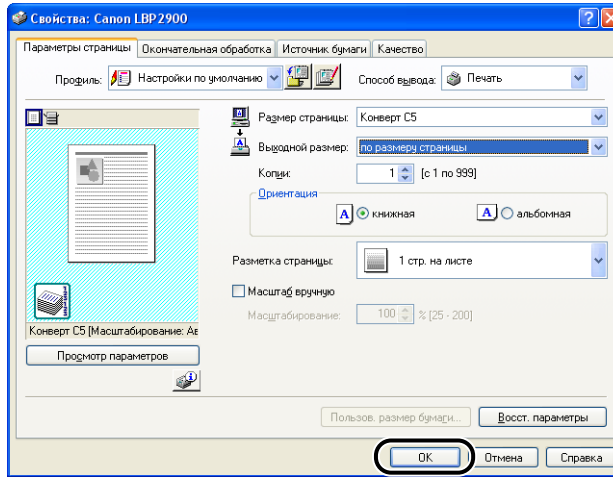 Свойства: Canon LBP2900
Параметры страницы Окончательная обработка Источник бумаги Качество
Профиль: Настройки по умолчанию Способ вывода: Печать
Размер страницы: Конверт C5
Выходной размер: по размеру страницы
Копии: 1 [с 1 по 999]
Ориентация
A книжная A альбомная
Разметка страницы: 1 стр. на листе
Масштаб вручную
Масштабирование: 100 % [25 - 200]
Конверт C5 [Масштабирование: Ав
Просмотр параметров
Пользов. размер бумаги... Восст. параметры
OK Отмена Справка